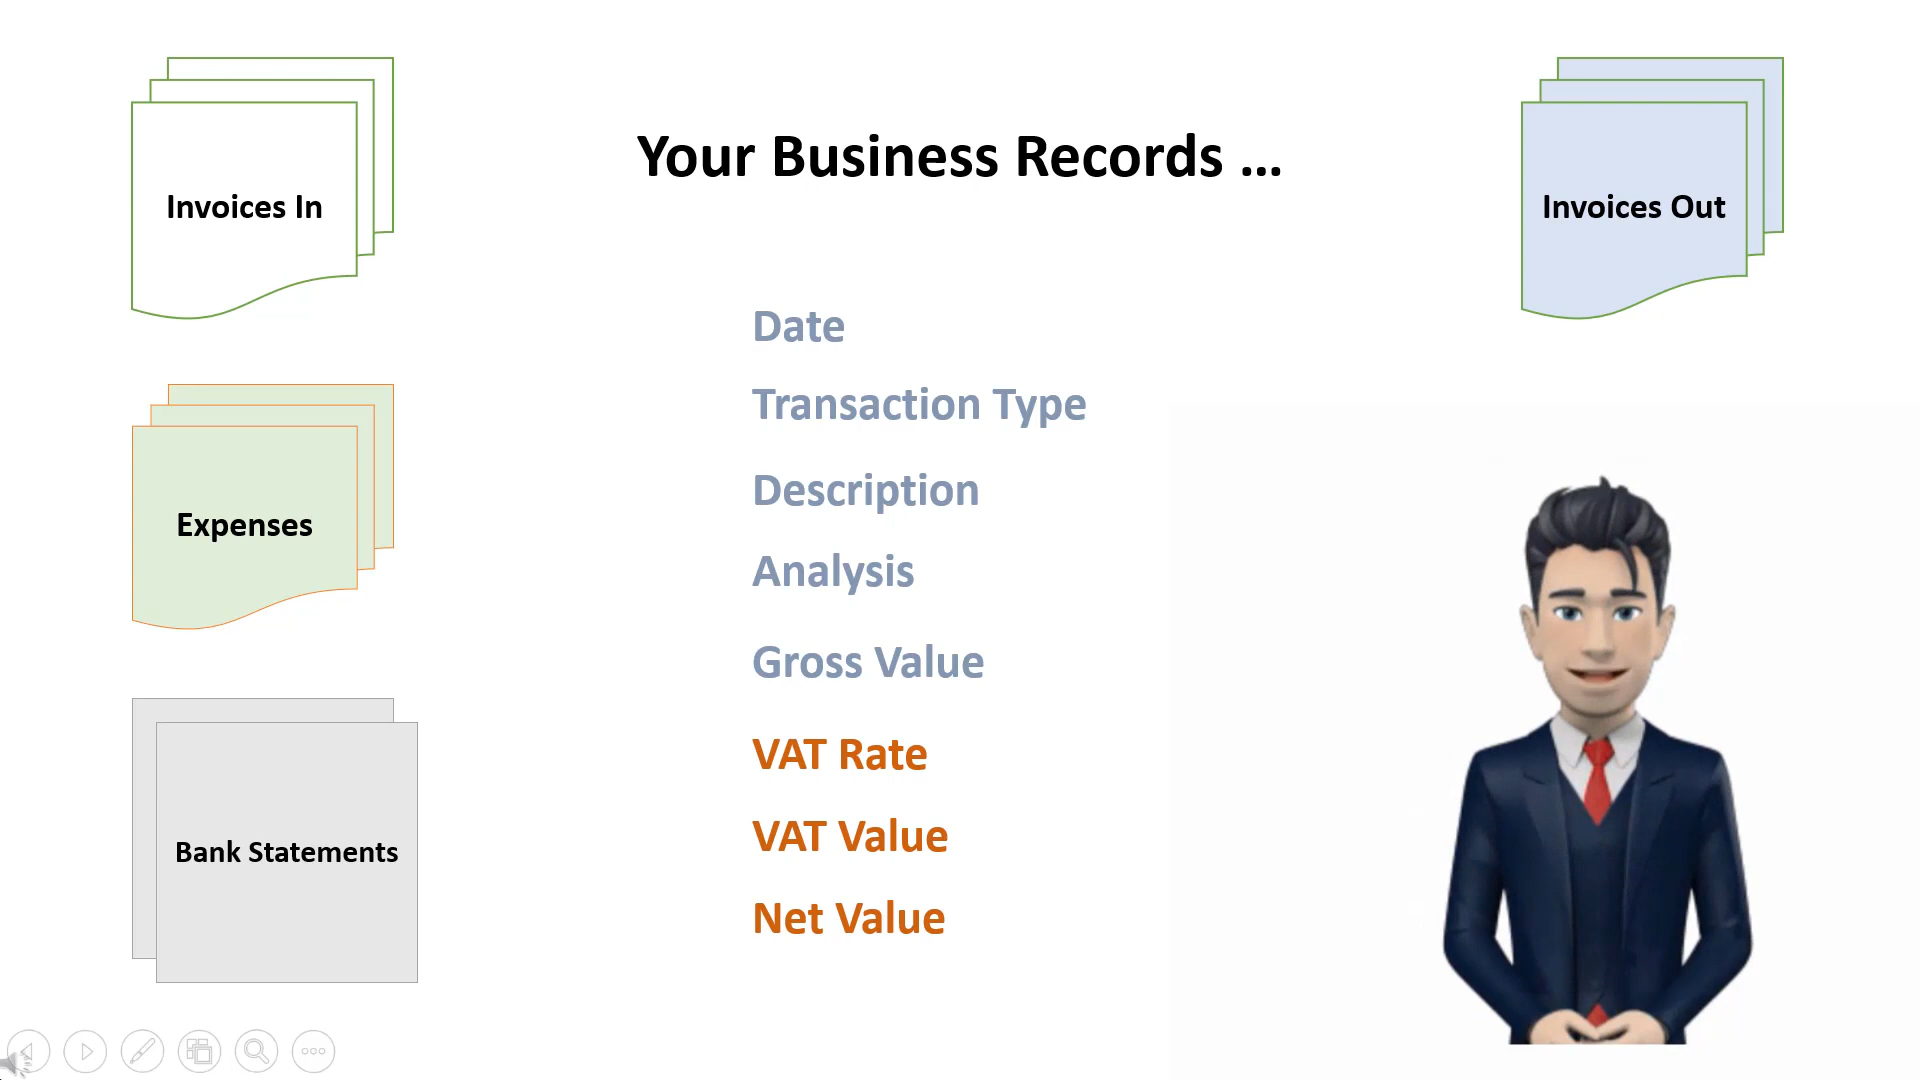 Your Business Records ...
Invoices In
Invoices Out
Expenses
Bank Statements
Date
Transaction Type
Description
Analysis
Gross Value
VAT Rate
VAT Value
Net Value